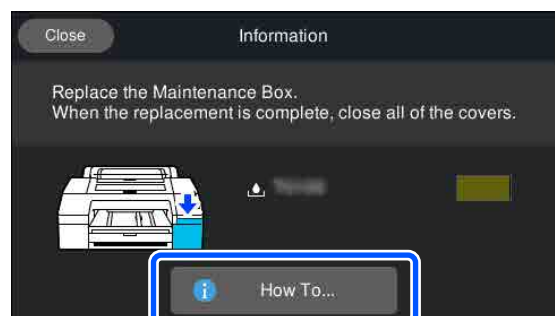 Close
Information
Replace the Maintenance Box.
When the replacement is complete, close all of the covers.
How To...